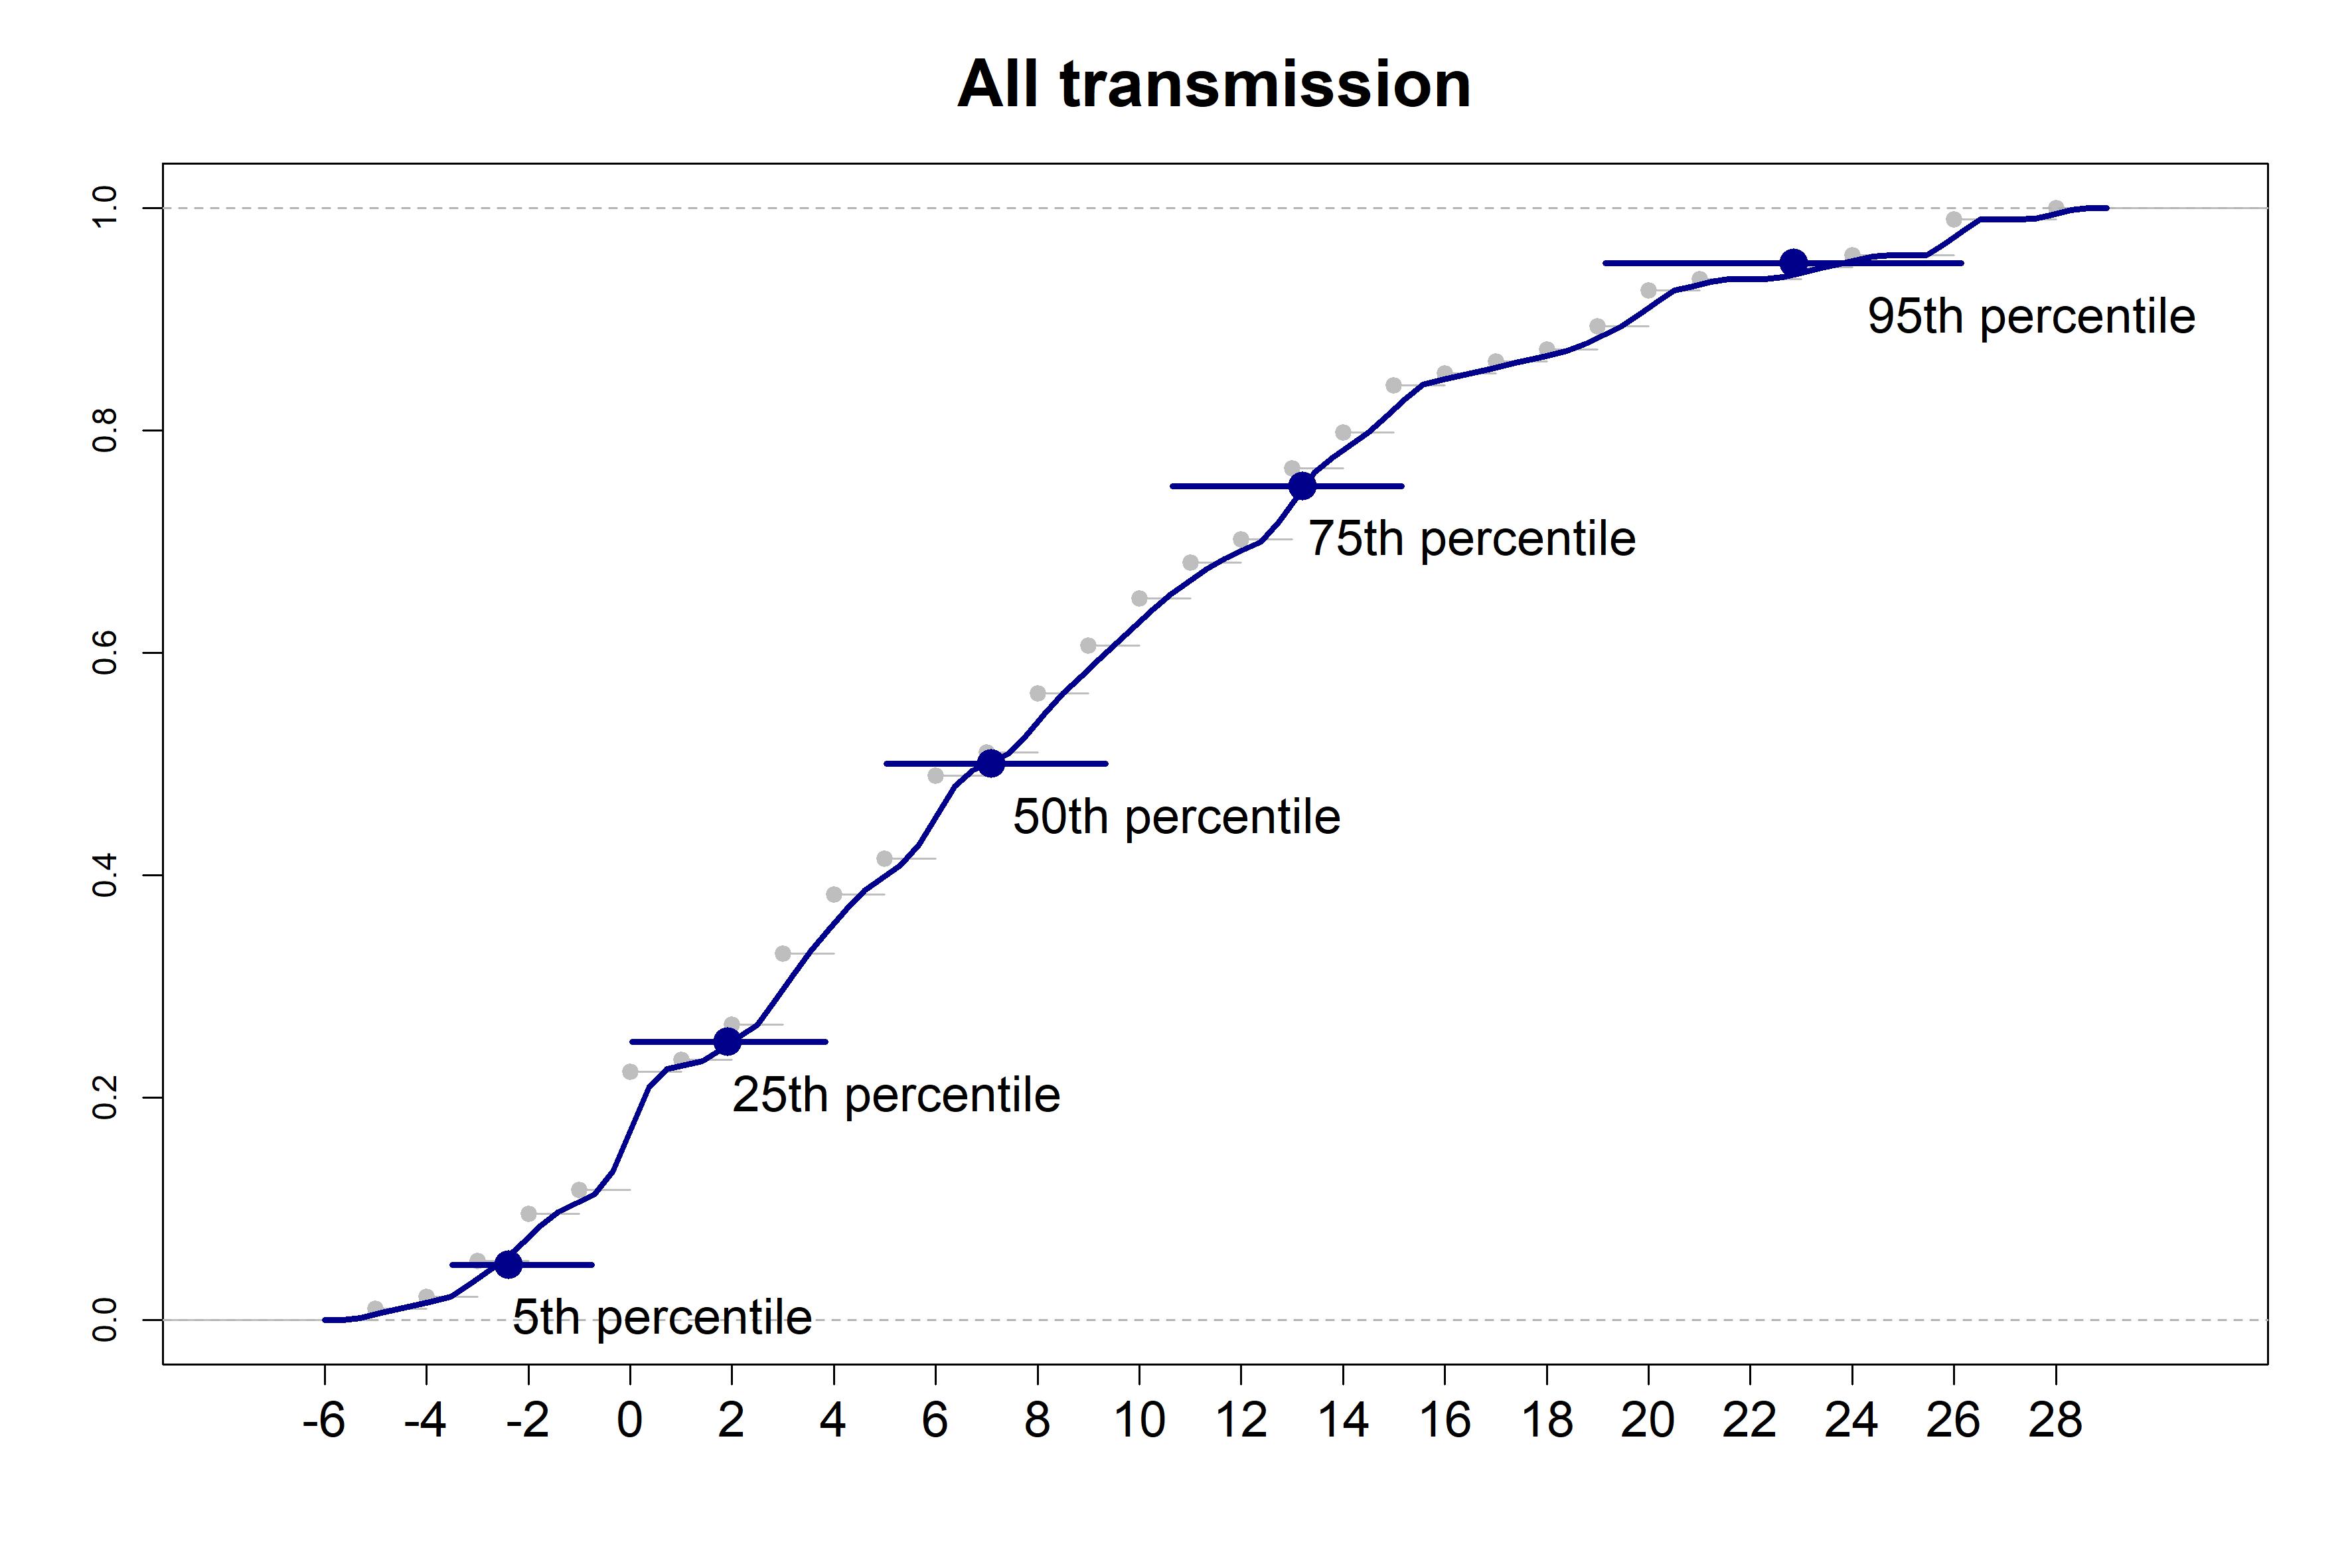 All transmission
1.0
0.8
0.6
0.4
0.2
0.0
95th percentile
75th percentile
50th percentile
25th percentile
5th percentile
-6 -4 -2 0 2 4 6 8 10 12 14 16 18 20 22 24 26 28